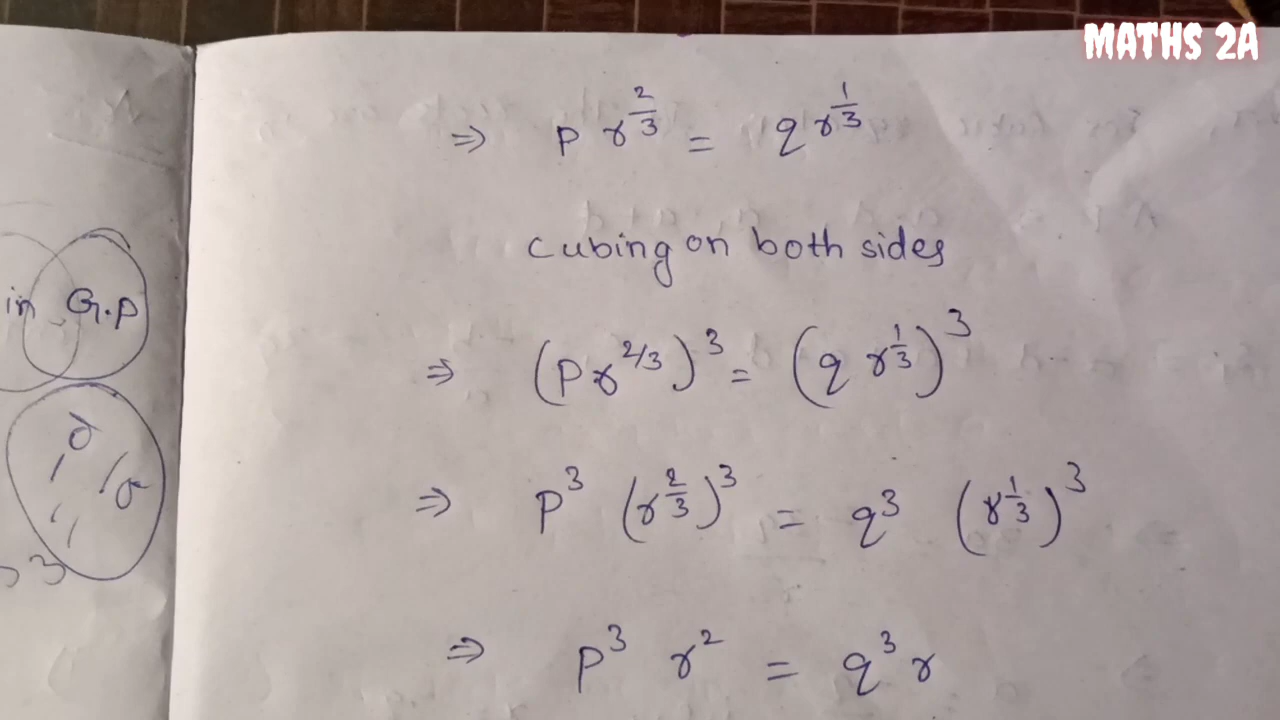 MATHS 2A
⇒ p r^{2/3} = q r^{1/3}
cubing on both sides
in G.P
⇒ (p r^{2/3})^3 = (q r^{1/3})^3
⇒ p^3 (r^{2/3})^3 = q^3 (r^{1/3})^3
⇒ p^3 r^2 = q^3 r